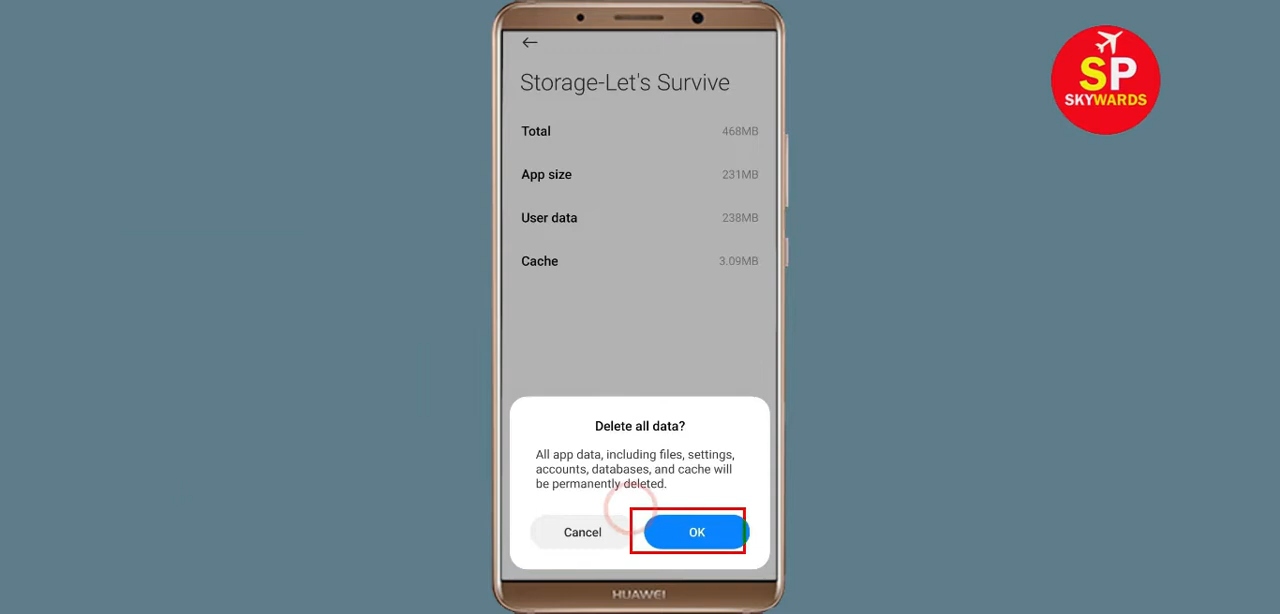 SP
SKYWARDS
Storage-Let's Survive
Total 468MB
App size 231MB
User data 238MB
Cache 3.09MB
Delete all data?
All app data, including files, settings,
accounts, databases, and cache will
be permanently deleted.
Cancel OK
HUAWEI